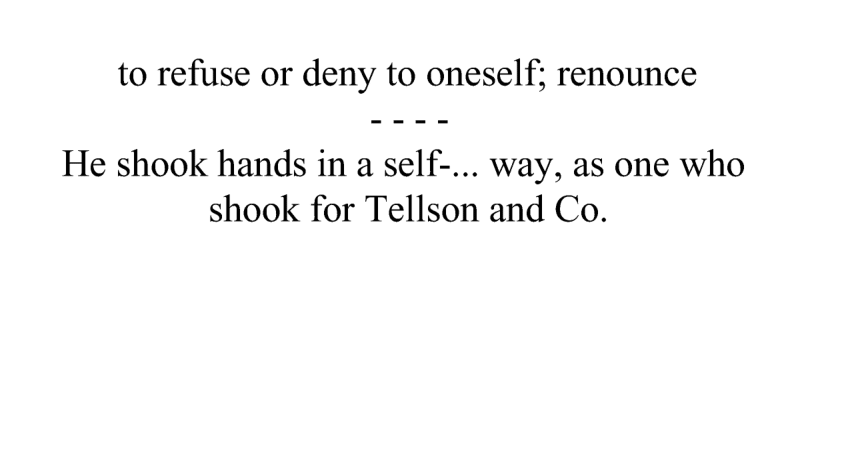 to refuse or deny to oneself; renounce
- - - -
He shook hands in a self-... way, as one who
shook for Tellson and Co.